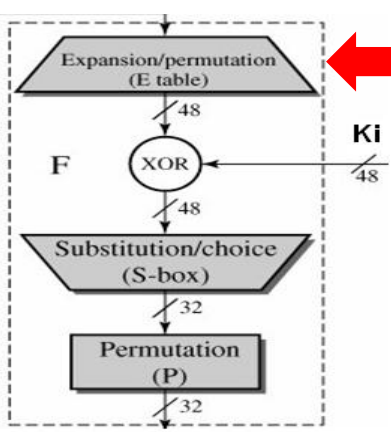 Expansion/permutation
(E table)
48
Ki
F
XOR
48
48
Substitution/choice
(S-box)
32
Permutation
(P)
32